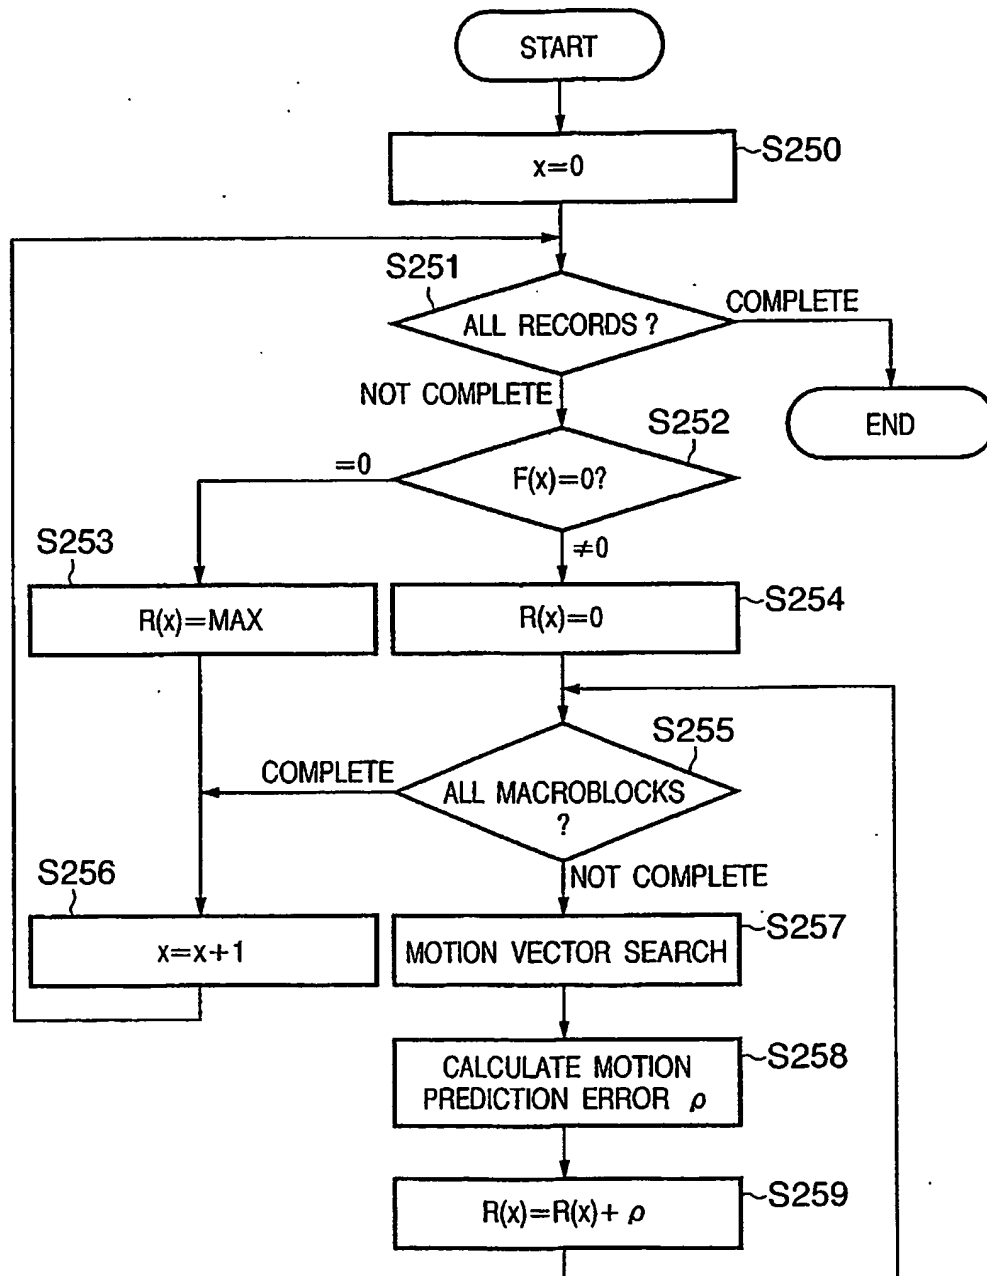 START
x=0
S250
S251
ALL RECORDS ?
COMPLETE
END
NOT COMPLETE
S252
=0
F(x)=0?
≠0
S253
R(x)=MAX
R(x)=0
S254
S255
COMPLETE
ALL MACROBLOCKS
?
NOT COMPLETE
S256
x=x+1
MOTION VECTOR SEARCH
S257
CALCULATE MOTION
PREDICTION ERROR ρ
S258
R(x)=R(x)+ ρ
S259